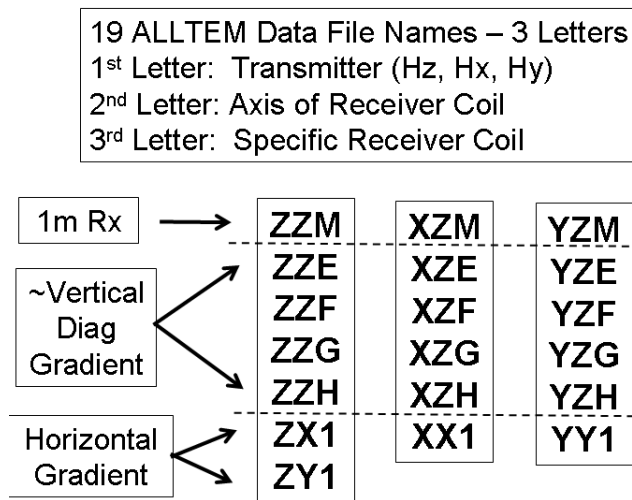 19 ALLTEM Data File Names – 3 Letters
1st Letter:  Transmitter (Hz, Hx, Hy)
2nd Letter: Axis of Receiver Coil
3rd Letter:  Specific Receiver Coil
1m Rx
~Vertical
Diag
Gradient
Horizontal
Gradient
ZZM
ZZE
ZZF
ZZG
ZZH
ZX1
ZY1
XZM
XZE
XZF
XZG
XZH
XX1
YZM
YZE
YZF
YZG
YZH
YY1